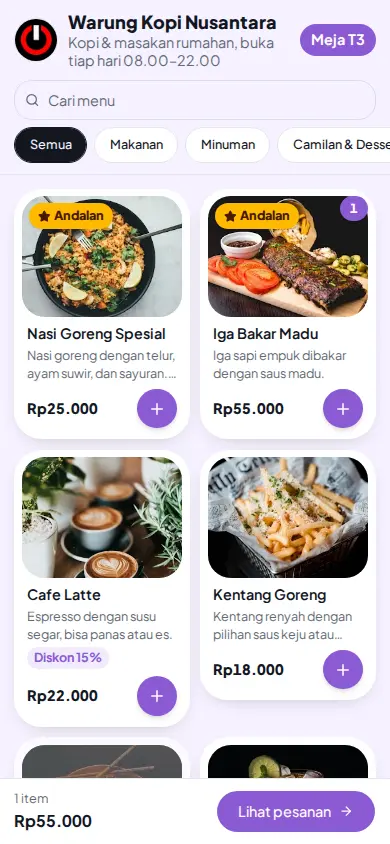 Warung Kopi Nusantara
Kopi & masakan rumahan, buka
tiap hari 08.00–22.00
Meja T3
Cari menu
Semua
Makanan
Minuman
Camilan & Desse
Andalan
Andalan
1
Nasi Goreng Spesial
Nasi goreng dengan telur,
ayam suwir, dan sayuran....
Rp25.000
Iga Bakar Madu
Iga sapi empuk dibakar
dengan saus madu.
Rp55.000
Cafe Latte
Espresso dengan susu
segar, bisa panas atau es.
Diskon 15%
Rp22.000
Kentang Goreng
Kentang renyah dengan
pilihan saus keju atau...
Rp18.000
1 item
Rp55.000
Lihat pesanan